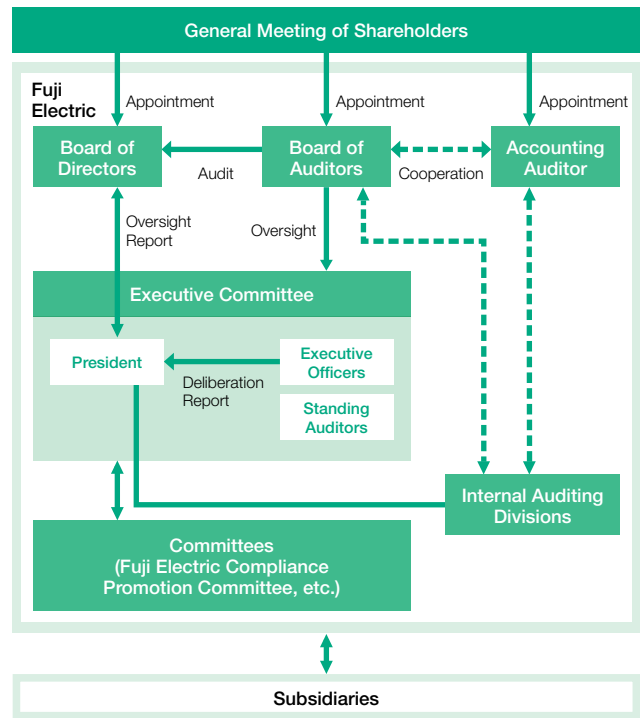 General Meeting of Shareholders
Fuji
Electric
Appointment
Appointment
Appointment
Board of
Directors
Audit
Board of
Auditors
Cooperation
Accounting
Auditor
Oversight
Report
Oversight
Executive Committee
President
Deliberation
Report
Executive
Officers
Standing
Auditors
Internal Auditing
Divisions
Committees
(Fuji Electric Compliance
Promotion Committee, etc.)
Subsidiaries